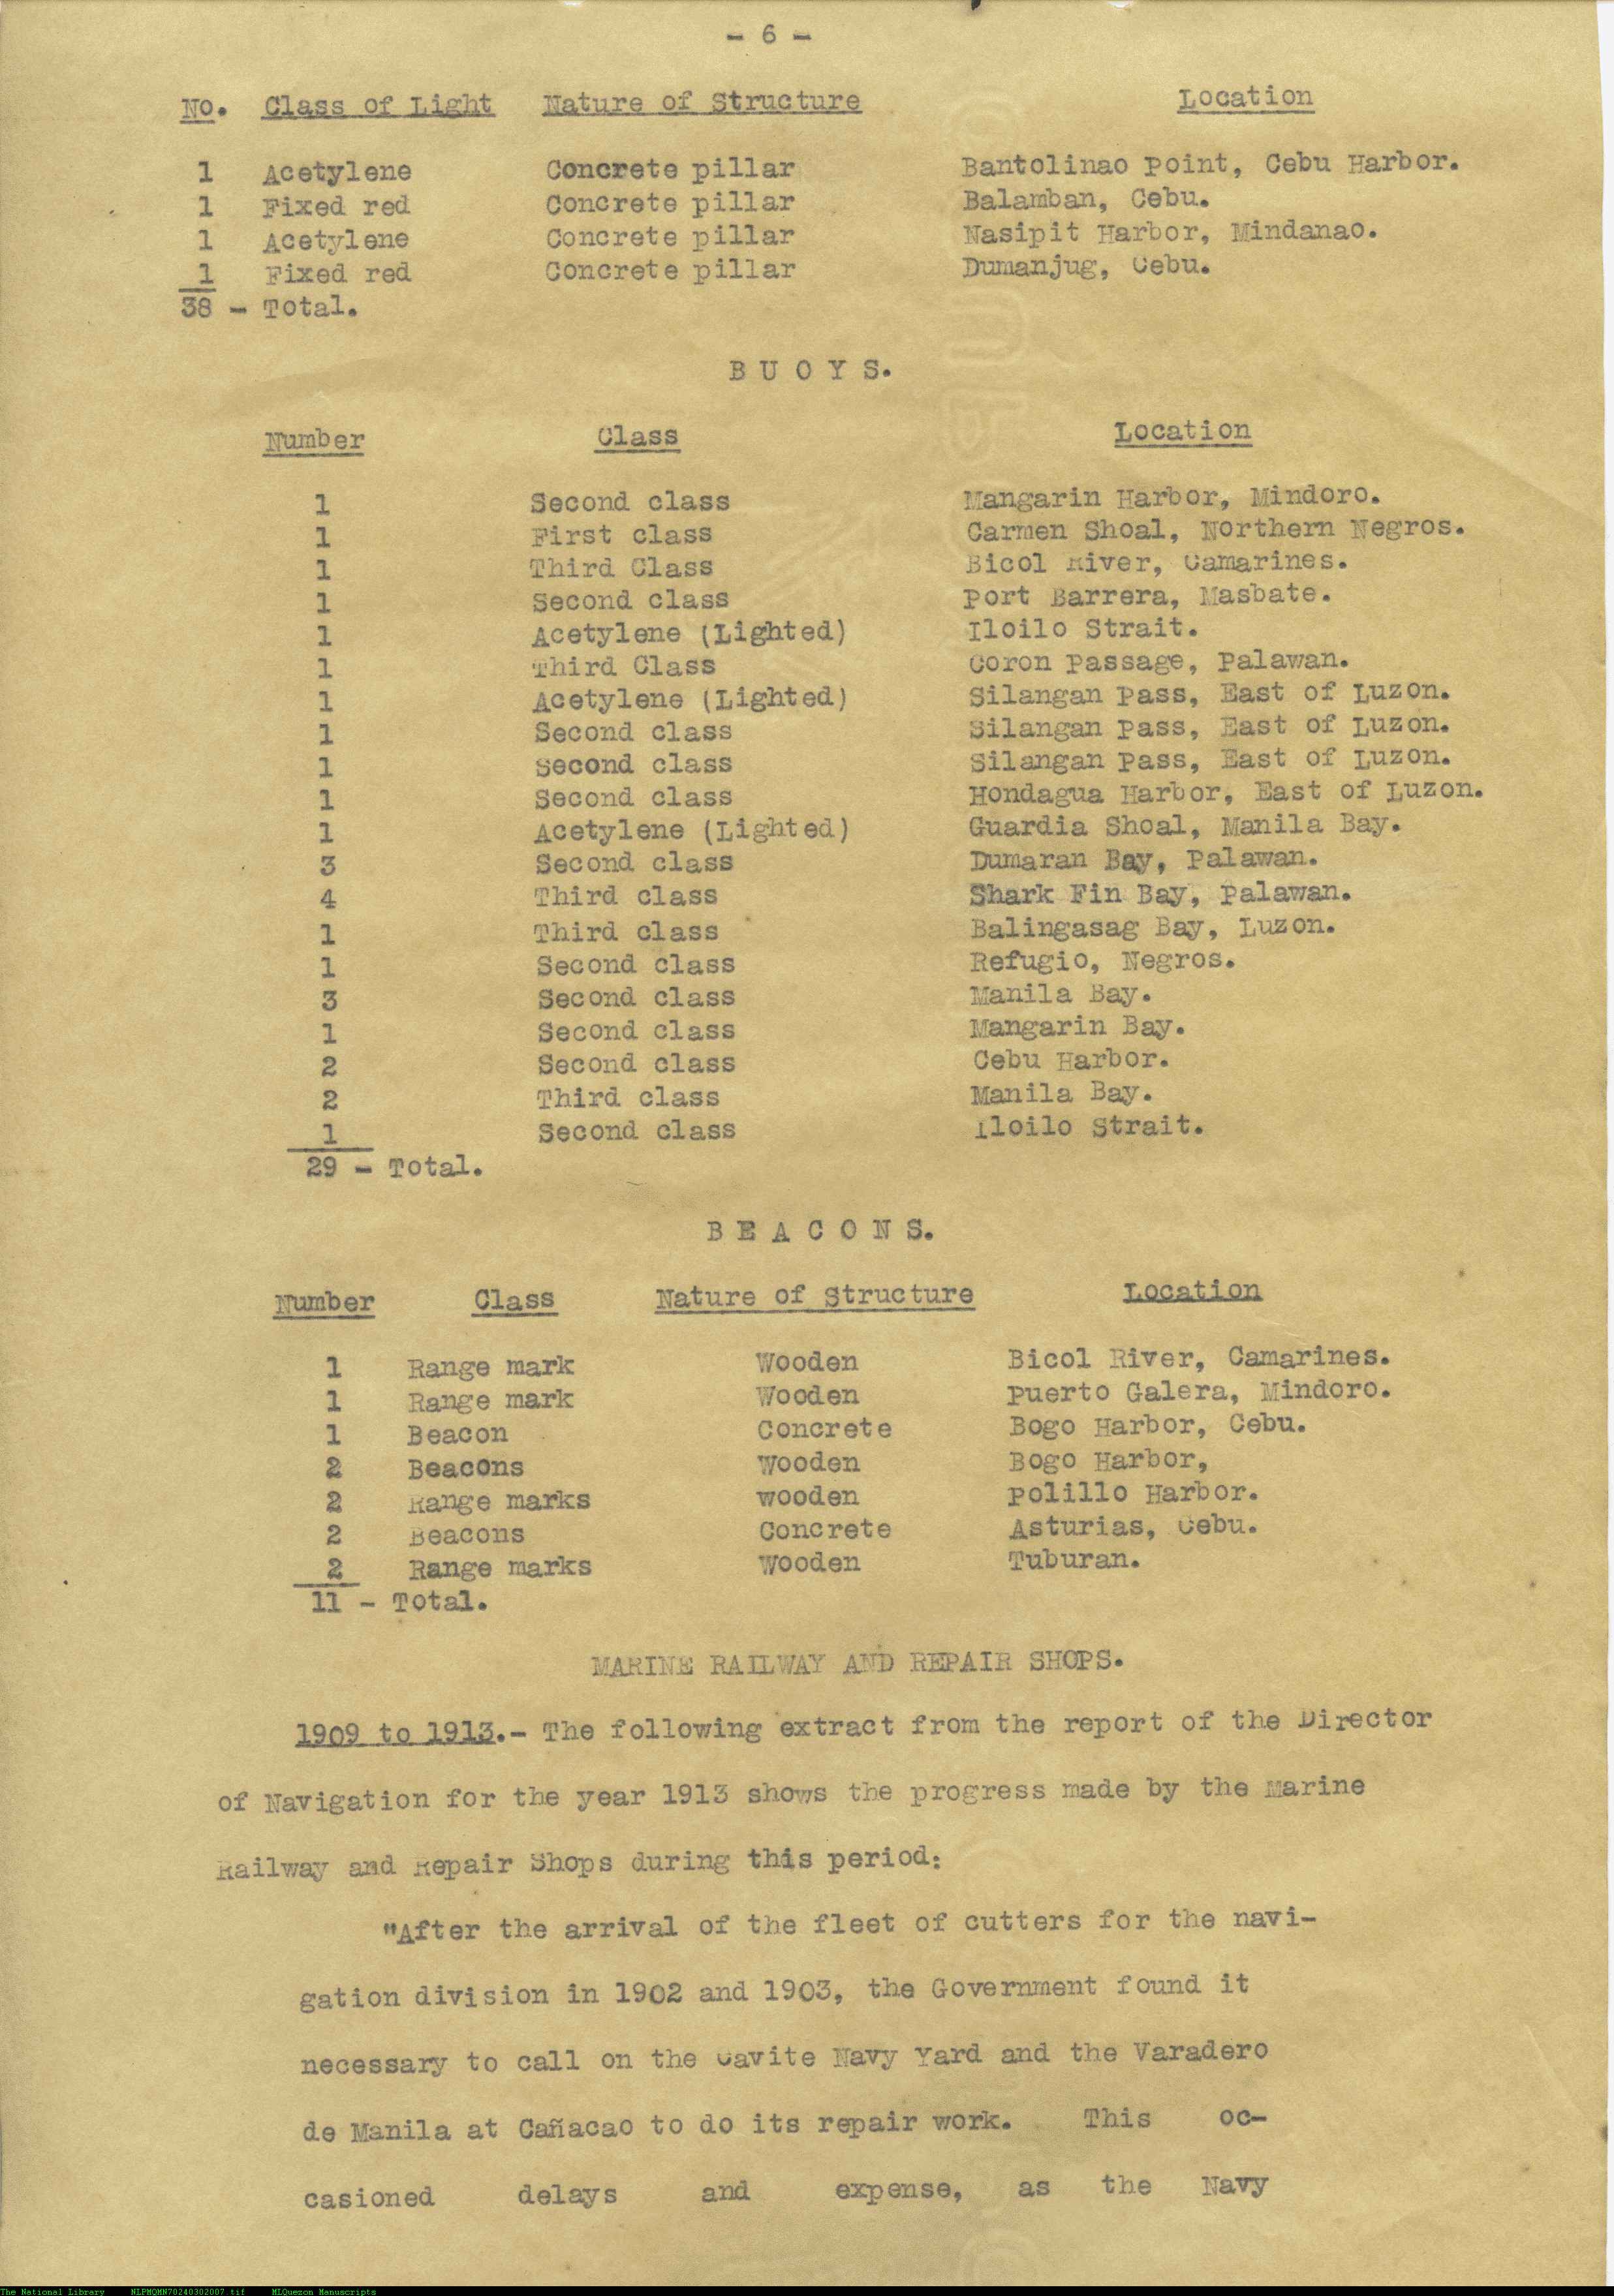 - 6 -
No. Class of Light Nature of Structure Location
1 Acetylene Concrete pillar Bantolinao Point, Cebu Harbor.
1 Fixed red Concrete pillar Balamban, Cebu.
1 Acetylene Concrete pillar Nasipit Harbor, Mindanao.
1 Fixed red Concrete pillar Dumanjug, Cebu.
38 - Total.
B U O Y S.
Number Class Location
1 Second class Mangarin Harbor, Mindoro.
1 First class Carmen Shoal, Northern Negros.
1 Third Class Bicol River, Camarines.
1 Second class Port Barrera, Masbate.
1 Acetylene (Lighted) Iloilo Strait.
1 Third Class Coron Passage, Palawan.
1 Acetylene (Lighted) Silangan Pass, East of Luzon.
1 Second class Silangan Pass, East of Luzon.
1 Second class Silangan Pass, East of Luzon.
1 Second class Hondagua Harbor, East of Luzon.
1 Acetylene (Lighted) Guardia Shoal, Manila Bay.
3 Second class Dumaran Bay, Palawan.
4 Third class Shark Fin Bay, Palawan.
1 Third class Balingasag Bay, Luzon.
1 Second class Refugio, Negros.
3 Second class Manila Bay.
1 Second class Mangarin Bay.
2 Second class Cebu Harbor.
2 Third class Manila Bay.
1 Second class Iloilo Strait.
29 - Total.
B E A C O N S.
Number Class Nature of Structure Location
1 Range mark Wooden Bicol River, Camarines.
1 Range mark Wooden Puerto Galera, Mindoro.
1 Beacon Concrete Bogo Harbor, Cebu.
2 Beacons Wooden Bogo Harbor,
2 Range marks Wooden Polillo Harbor.
2 Beacons Concrete Asturias, Cebu.
2 Range marks Wooden Tuburan.
11 - Total.
MARINE RAILWAY AND REPAIR SHOPS.
1909 to 1913.- The following extract from the report of the Director
of Navigation for the year 1913 shows the progress made by the Marine
Railway and Repair Shops during this period:
"After the arrival of the fleet of cutters for the navi-
gation division in 1902 and 1903, the Government found it
necessary to call on the Cavite Navy Yard and the Varadero
de Manila at Cañacao to do its repair work. This oc-
casioned delays and expense, as the Navy
The National Library NLPMQMN70240302007.tif MLQuezon Manuscripts